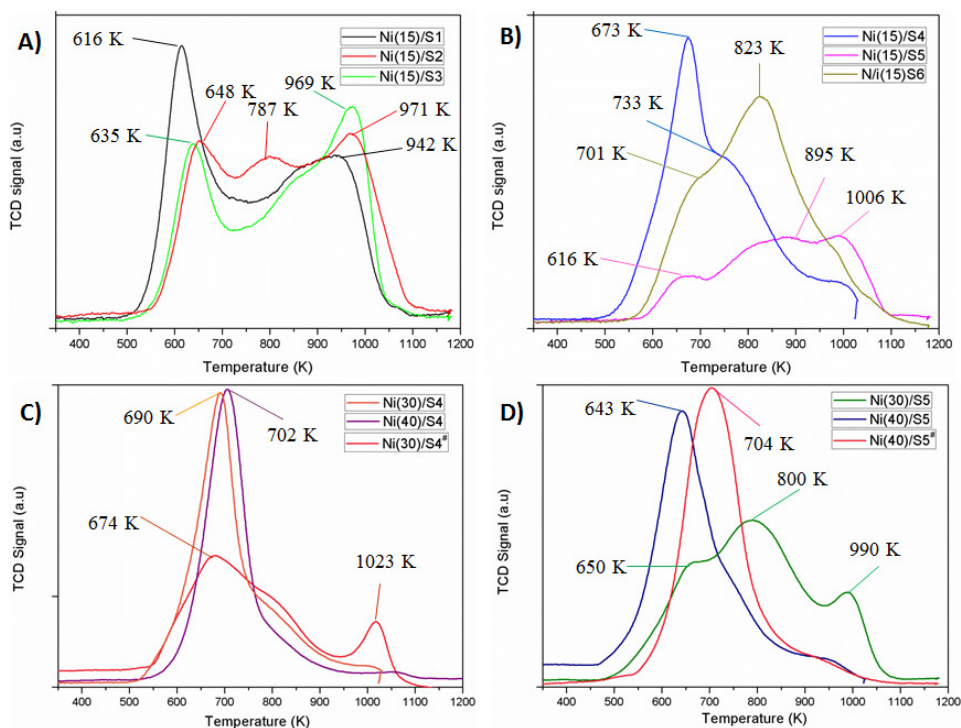 A)
616 K
Ni(15)/S1
Ni(15)/S2
Ni(15)/S3
969 K
648 K
787 K
971 K
635 K
942 K
TCD signal (a.u)
300 400 500 600 700 800 900 1000 1100 1200
Temperature (K)
B)
673 K
823 K
Ni(15)/S4
Ni(15)/S5
N/i(15)S6
733 K
701 K
895 K
1006 K
616 K
TCD signal (a.u)
400 500 600 700 800 900 1000 1100 1200
Temperature (K)
C)
690 K
702 K
Ni(30)/S4
Ni(40)/S4
Ni(30)/S4#
674 K
1023 K
TCD Signal (a.u)
400 500 600 700 800 900 1000 1100 1200
Temperature (K)
D)
643 K
704 K
Ni(30)/S5
Ni(40)/S5
Ni(40)/S5#
800 K
650 K
990 K
TCD Signal (a.u)
400 500 600 700 800 900 1000 1100 1200
Temperature (K)